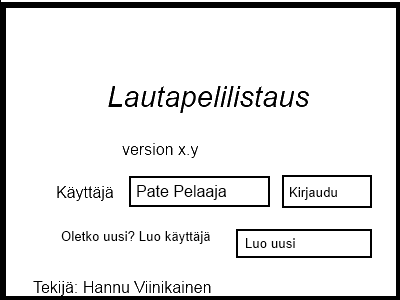 Lautapelilistaus
version x.y
Käyttäjä Pate Pelaaja Kirjaudu
Oletko uusi? Luo käyttäjä Luo uusi
Tekijä: Hannu Viinikainen